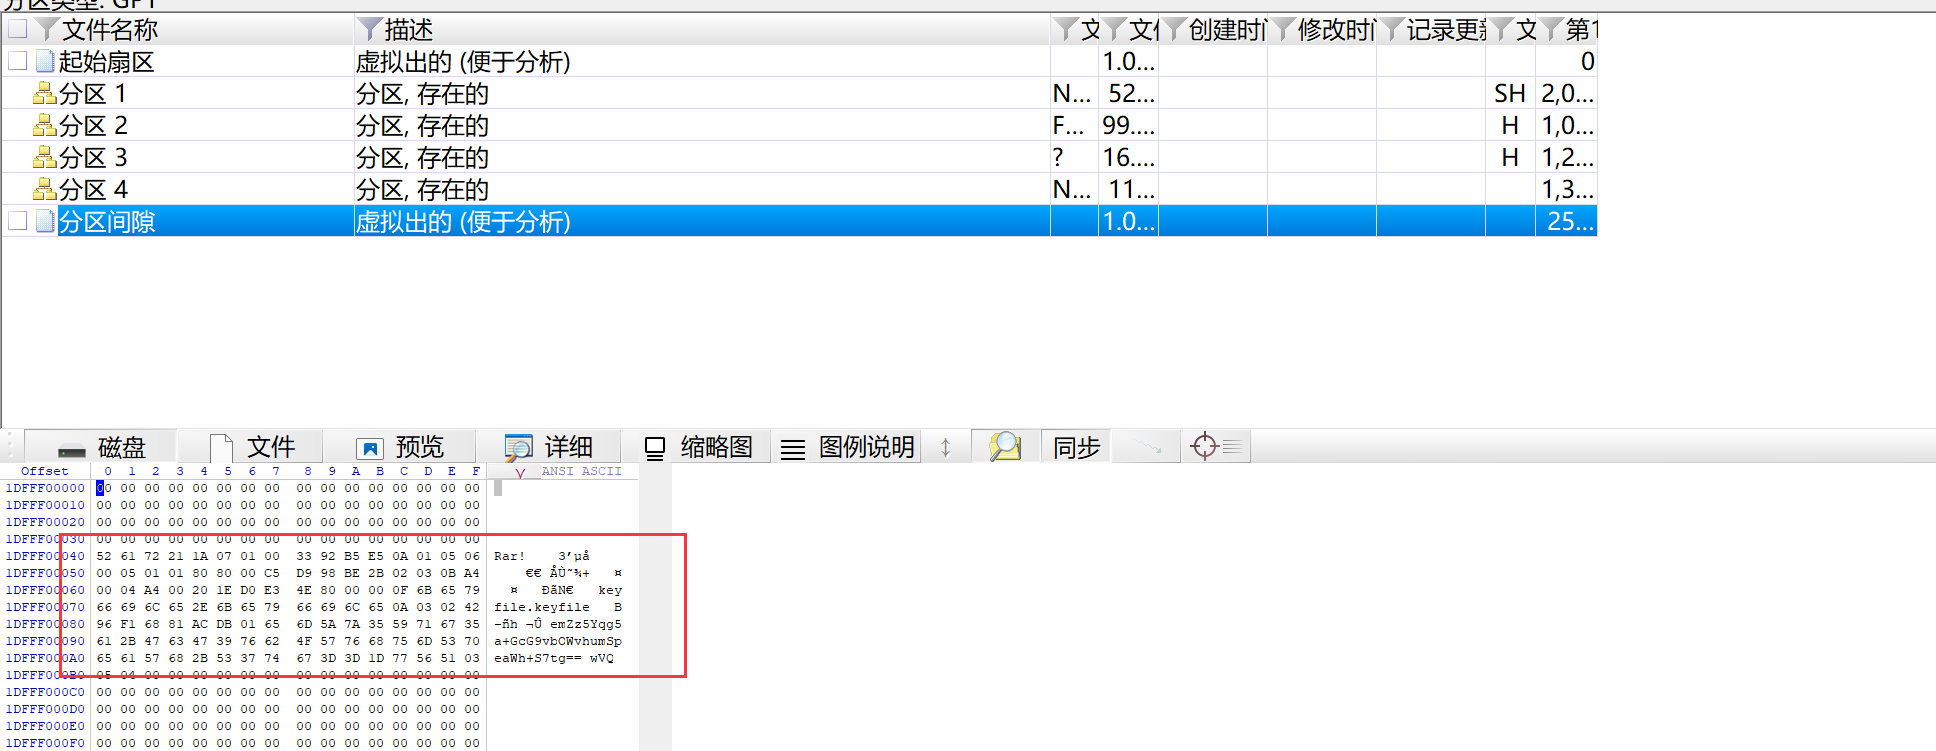 分区类型: GPT
文件名称 描述 文 文件 创建时间 修改时间 记录更新 文 第1
起始扇区 虚拟出的 (便于分析) 1.0... 0
分区 1 分区, 存在的 N... 52... SH 2,0...
分区 2 分区, 存在的 F... 99.... H 1,0...
分区 3 分区, 存在的 ? 16.... H 1,2...
分区 4 分区, 存在的 N... 11... 1,3...
分区间隙 虚拟出的 (便于分析) 1.0... 25...
磁盘 文件 预览 详细 缩略图 图例说明 同步
Offset 0 1 2 3 4 5 6 7 8 9 A B C D E F ANSI ASCII
1DFFF00000 00 00 00 00 00 00 00 00 00 00 00 00 00 00 00 00
1DFFF00010 00 00 00 00 00 00 00 00 00 00 00 00 00 00 00 00
1DFFF00020 00 00 00 00 00 00 00 00 00 00 00 00 00 00 00 00
1DFFF00030 00 00 00 00 00 00 00 00 00 00 00 00 00 00 00 00
1DFFF00040 52 61 72 21 1A 07 01 00 33 92 B5 E5 0A 01 05 06 Rar! 3’µå
1DFFF00050 00 05 01 01 80 80 00 C5 D9 98 BE 2B 02 03 0B A4 €€ ÅÙ˜¾+ ¤
1DFFF00060 00 04 A4 00 20 1E D0 E3 4E 80 00 00 0F 6B 65 79 ¤ ÐãN€ key
1DFFF00070 66 69 6C 65 2E 6B 65 79 66 69 6C 65 0A 03 02 42 file.keyfile B
1DFFF00080 96 F1 68 81 AC DB 01 65 6D 5A 7A 35 59 71 67 35 –ñh ¬Û emZz5Yqg5
1DFFF00090 61 2B 47 63 47 39 76 62 4F 57 76 68 75 6D 53 70 a+GcG9vbOWvhumSp
1DFFF000A0 65 61 57 68 2B 53 37 74 67 3D 3D 1D 77 56 51 03 eaWh+S7tg== wVQ
1DFFF000B0 05 04 00 00 00 00 00 00 00 00 00 00 00 00 00 00
1DFFF000C0 00 00 00 00 00 00 00 00 00 00 00 00 00 00 00 00
1DFFF000D0 00 00 00 00 00 00 00 00 00 00 00 00 00 00 00 00
1DFFF000E0 00 00 00 00 00 00 00 00 00 00 00 00 00 00 00 00
1DFFF000F0 00 00 00 00 00 00 00 00 00 00 00 00 00 00 00 00